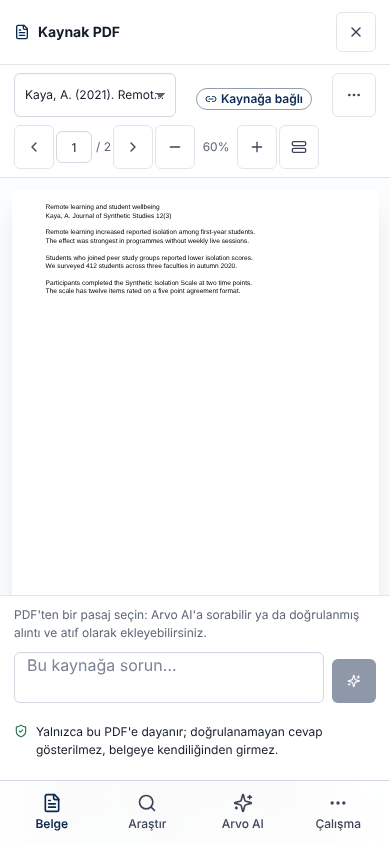 Kaynak PDF
Kaya, A. (2021). Remot...
Kaynağa bağlı
1 / 2
60%
Remote learning and student wellbeing
Kaya, A. Journal of Synthetic Studies 12(3)
Remote learning increased reported isolation among first-year students.
The effect was strongest in programmes without weekly live sessions.
Students who joined peer study groups reported lower isolation scores.
We surveyed 412 students across three faculties in autumn 2020.
Participants completed the Synthetic Isolation Scale at two time points.
The scale has twelve items rated on a five point agreement format.
PDF'ten bir pasaj seçin: Arvo AI'a sorabilir ya da doğrulanmış
alıntı ve atıf olarak ekleyebilirsiniz.
Bu kaynağa sorun...
Yalnızca bu PDF'e dayanır; doğrulanamayan cevap
gösterilmez, belgeye kendiliğinden girmez.
Belge Araştır Arvo AI Çalışma